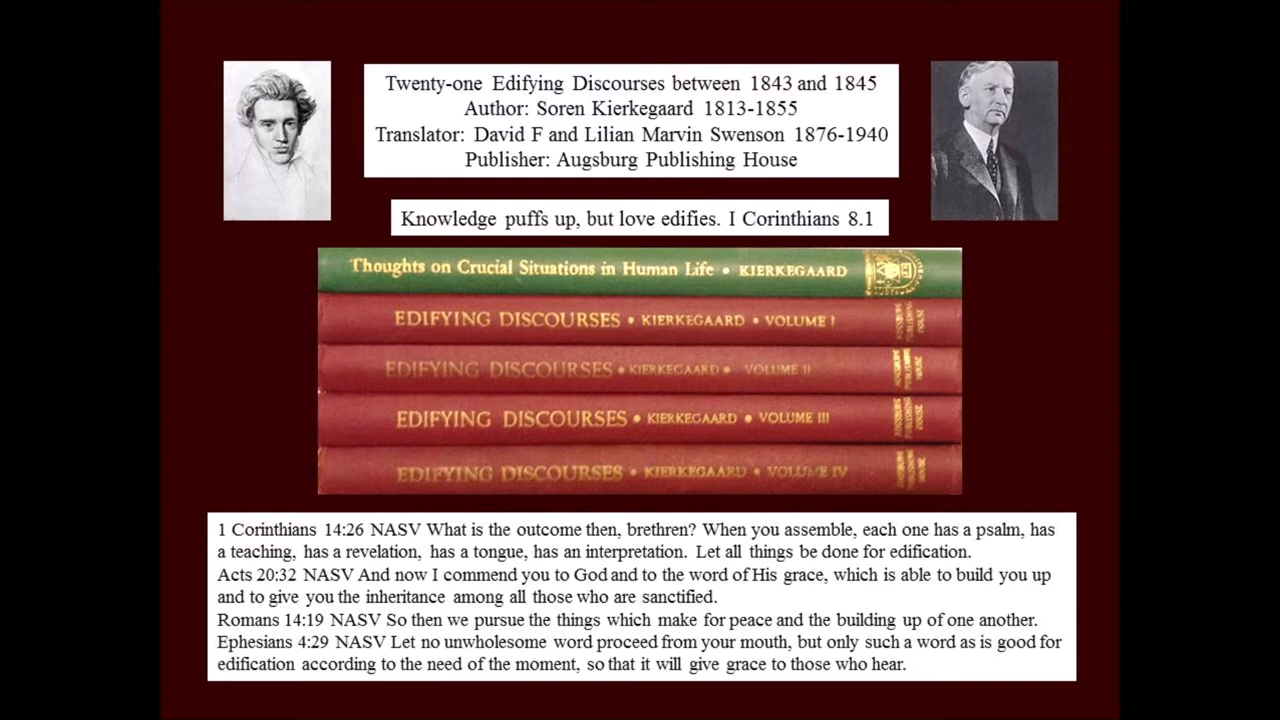 Twenty-one Edifying Discourses between 1843 and 1845
Author: Soren Kierkegaard 1813-1855
Translator: David F and Lilian Marvin Swenson 1876-1940
Publisher: Augsburg Publishing House
Knowledge puffs up, but love edifies. I Corinthians 8.1
Thoughts on Crucial Situations in Human Life • KIERKEGAARD
EDIFYING DISCOURSES • KIERKEGAARD • VOLUME I
EDIFYING DISCOURSES • KIERKEGAARD • VOLUME II
EDIFYING DISCOURSES • KIERKEGAARD • VOLUME III
EDIFYING DISCOURSES • KIERKEGAARD • VOLUME IV
1 Corinthians 14:26 NASV What is the outcome then, brethren? When you assemble, each one has a psalm, has
a teaching, has a revelation, has a tongue, has an interpretation. Let all things be done for edification.
Acts 20:32 NASV And now I commend you to God and to the word of His grace, which is able to build you up
and to give you the inheritance among all those who are sanctified.
Romans 14:19 NASV So then we pursue the things which make for peace and the building up of one another.
Ephesians 4:29 NASV Let no unwholesome word proceed from your mouth, but only such a word as is good for
edification according to the need of the moment, so that it will give grace to those who hear.